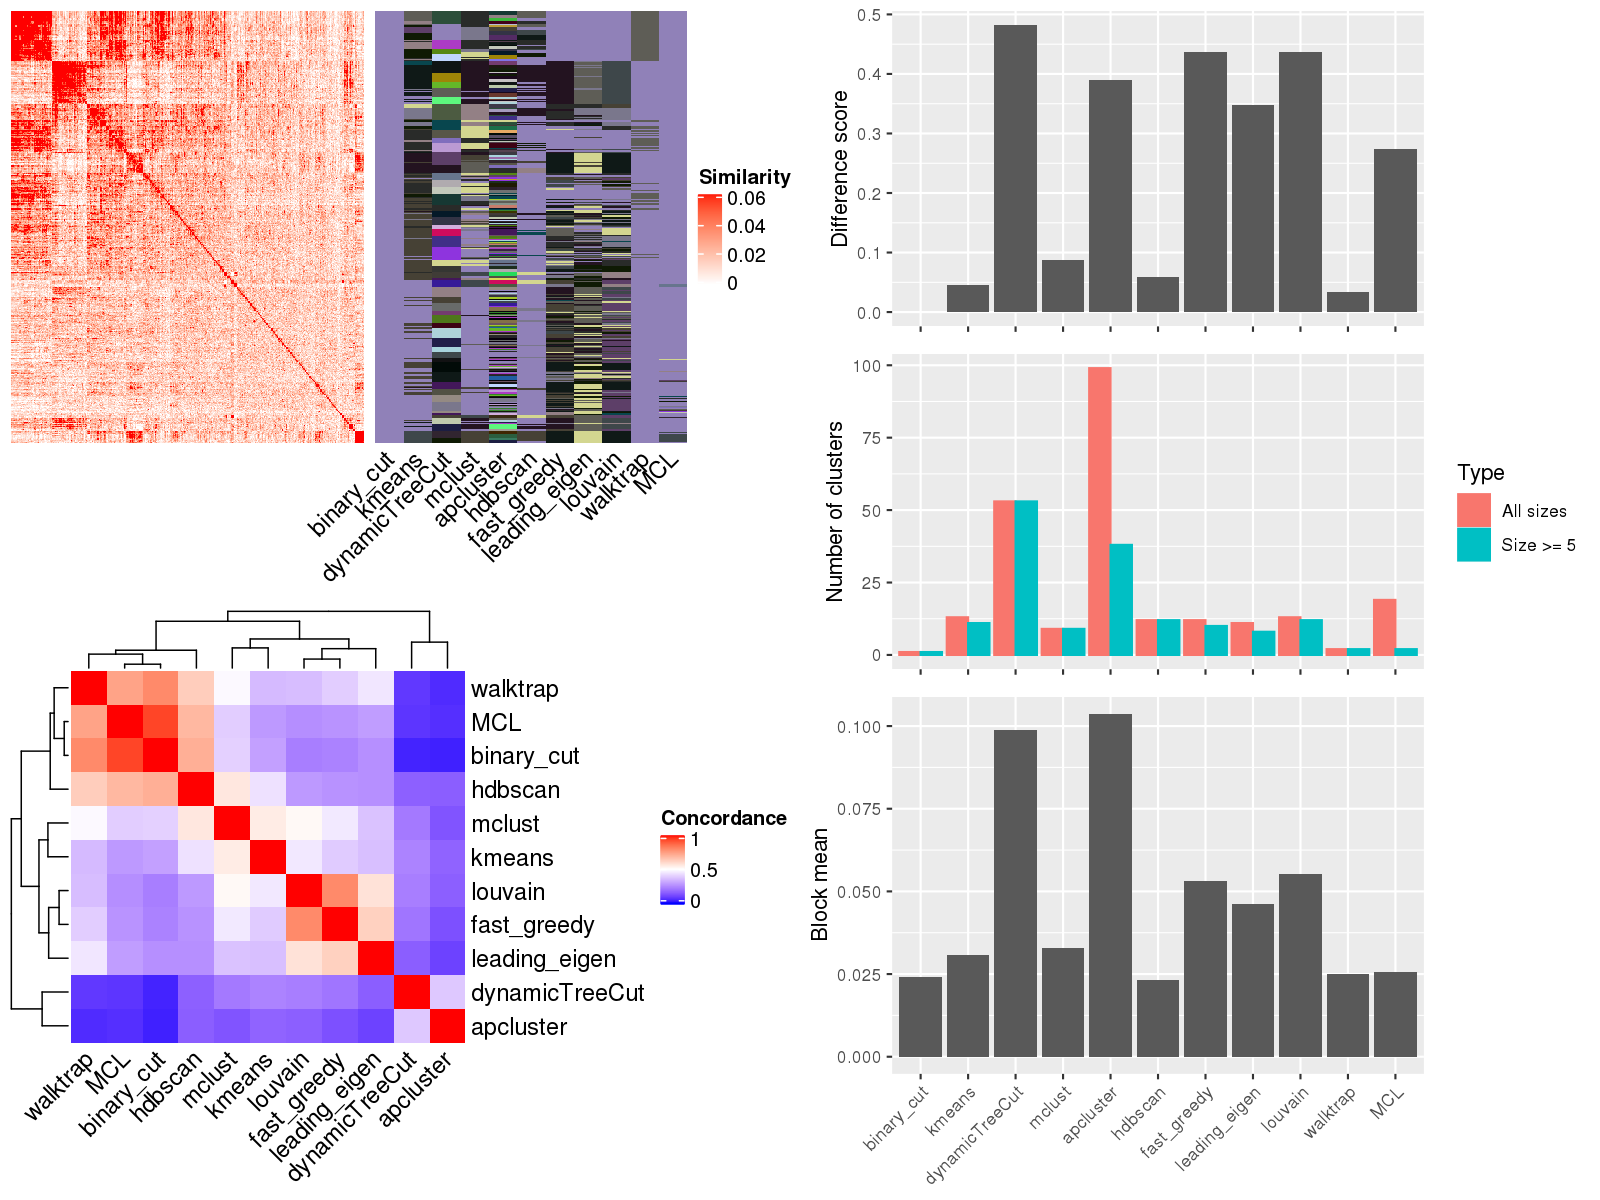 Similarity
0.06
0.04
0.02
0
binary_cut
kmeans
dynamicTreeCut
mclust
apcluster
hdbscan
fast_greedy
leading_eigen
louvain
walktrap
MCL
walktrap
MCL
binary_cut
hdbscan
mclust
kmeans
louvain
fast_greedy
leading_eigen
dynamicTreeCut
apcluster
Concordance
1
0.5
0
walktrap
MCL
binary_cut
hdbscan
mclust
kmeans
louvain
fast_greedy
leading_eigen
dynamicTreeCut
apcluster
Difference score
0.5
0.4
0.3
0.2
0.1
0.0
Number of clusters
100
75
50
25
0
Type
All sizes
Size >= 5
Block mean
0.100
0.075
0.050
0.025
0.000
binary_cut
kmeans
dynamicTreeCut
mclust
apcluster
hdbscan
fast_greedy
leading_eigen
louvain
walktrap
MCL